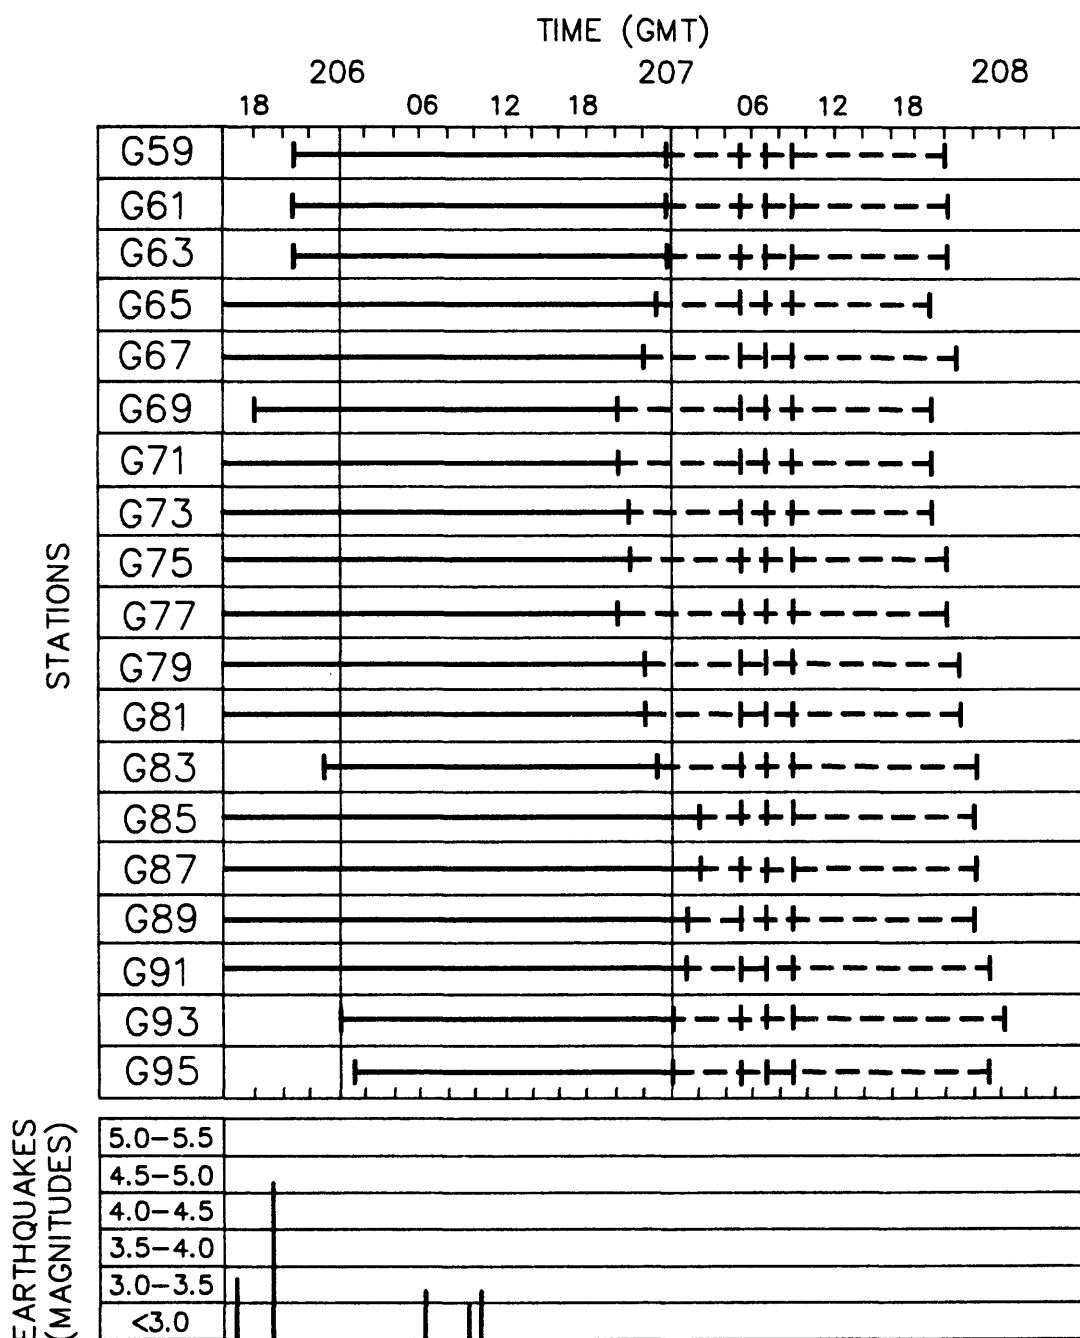 TIME (GMT)
206 207 208
18 06 12 18 06 12 18
G59
G61
G63
G65
G67
G69
G71
G73
G75
G77
G79
G81
G83
G85
G87
G89
G91
G93
G95
STATIONS
5.0–5.5
4.5–5.0
4.0–4.5
3.5–4.0
3.0–3.5
<3.0
EARTHQUAKES
(MAGNITUDES)